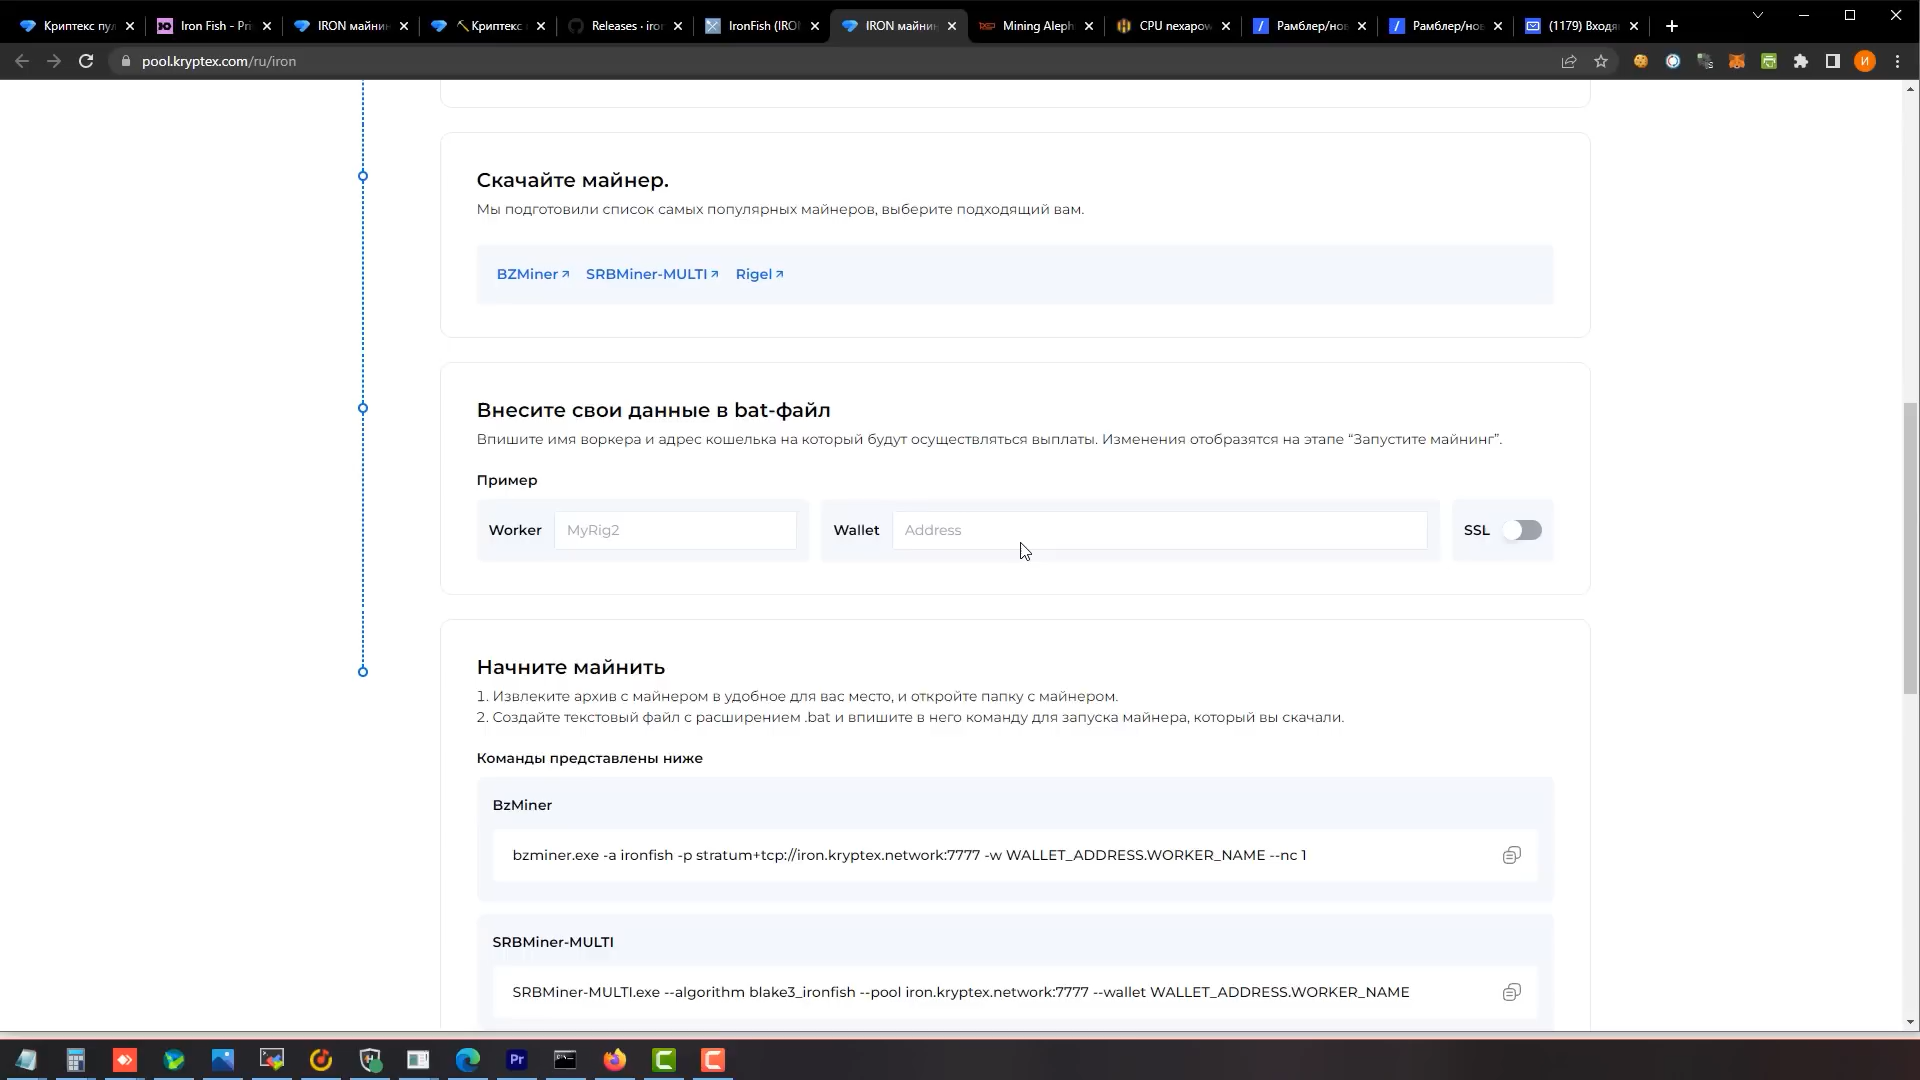 Криптекс пул
Iron Fish - Pri
IRON майнин
Криптекс
Releases · iron
IronFish (IRON
IRON майнин
Mining Aleph
CPU nexapow
Рамблер/нов
Рамблер/нов
(1179) Входя
pool.kryptex.com/ru/iron
И
Скачайте майнер.
Мы подготовили список самых популярных майнеров, выберите подходящий вам.
BZMiner SRBMiner-MULTI Rigel
Внесите свои данные в bat-файл
Впишите имя воркера и адрес кошелька на который будут осуществляться выплаты. Изменения отобразятся на этапе “Запустите майнинг”.
Пример
Worker MyRig2 Wallet Address SSL
Начните майнить
1. Извлеките архив с майнером в удобное для вас место, и откройте папку с майнером.
2. Создайте текстовый файл с расширением .bat и впишите в него команду для запуска майнера, который вы скачали.
Команды представлены ниже
BzMiner
bzminer.exe -a ironfish -p stratum+tcp://iron.kryptex.network:7777 -w WALLET_ADDRESS.WORKER_NAME --nc 1
SRBMiner-MULTI
SRBMiner-MULTI.exe --algorithm blake3_ironfish --pool iron.kryptex.network:7777 --wallet WALLET_ADDRESS.WORKER_NAME
Pr